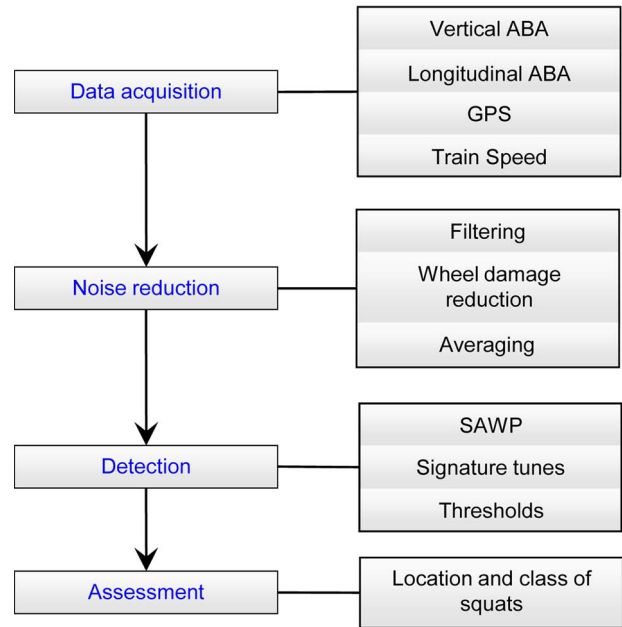 Data acquisition
Vertical ABA
Longitudinal ABA
GPS
Train Speed
Noise reduction
Filtering
Wheel damage
reduction
Averaging
Detection
SAWP
Signature tunes
Thresholds
Assessment
Location and class of
squats